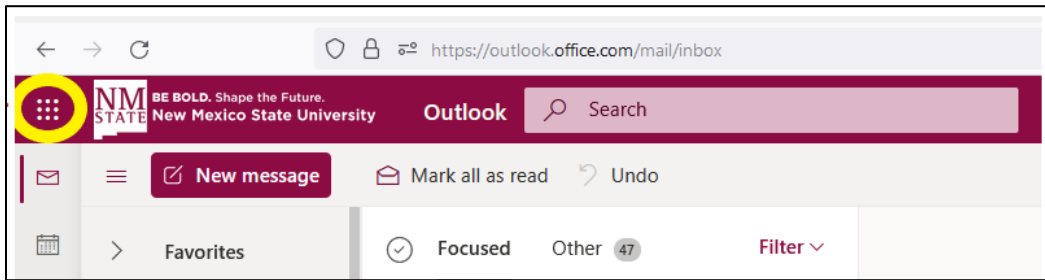 https://outlook.office.com/mail/inbox
NM STATE BE BOLD. Shape the Future. New Mexico State University Outlook Search
New message Mark all as read Undo
Favorites Focused Other 47 Filter